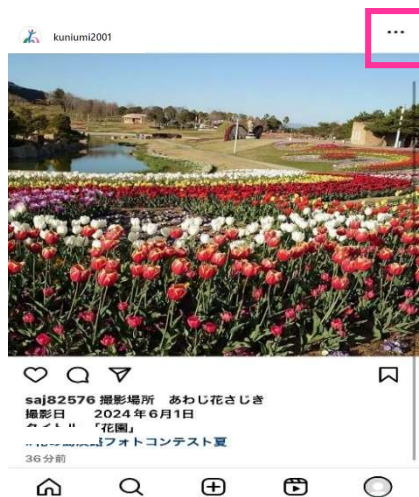 kuniumi2001
saj82576 撮影場所 あわじ花さじき
撮影日 2024年6月1日
「花園」
フォトコンテスト夏
36分前